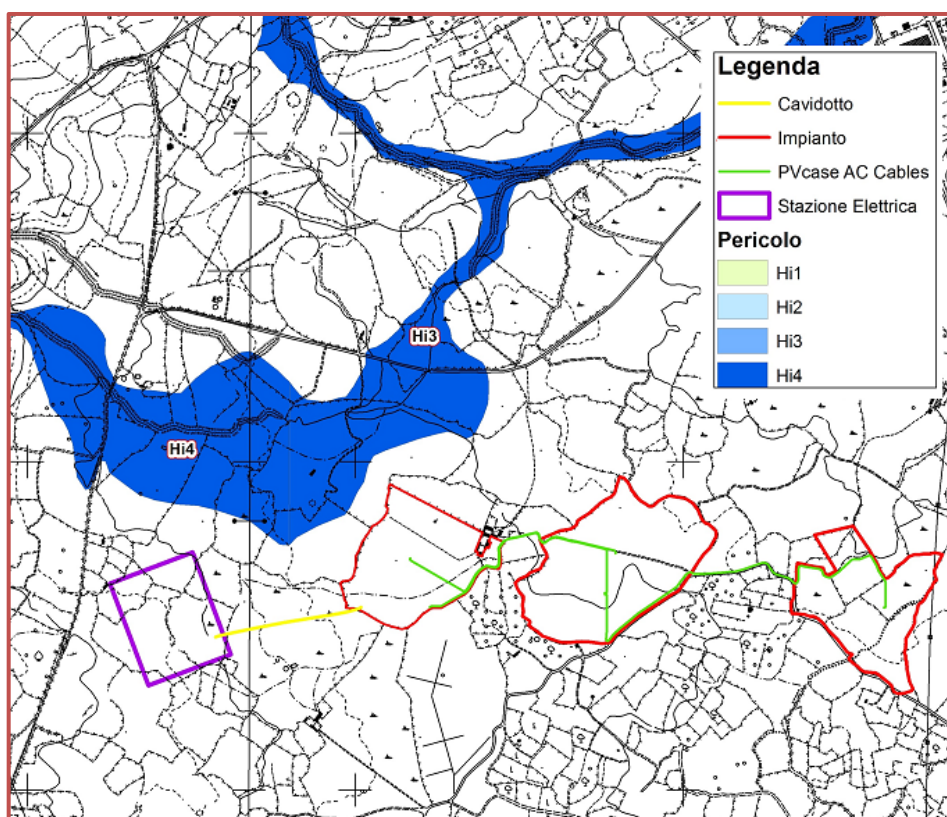 Legenda
Cavidotto
Impianto
PVcase AC Cables
Stazione Elettrica
Pericolo
Hi1
Hi2
Hi3
Hi4
Hi3
Hi4